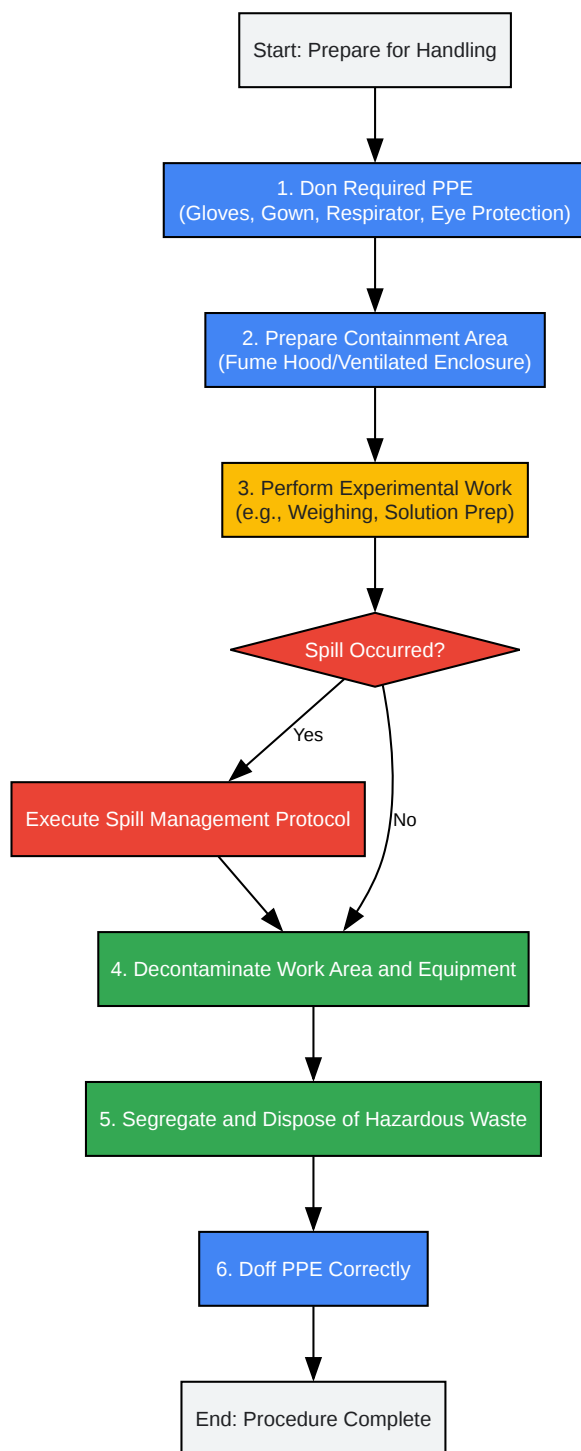 Start: Prepare for Handling
1. Don Required PPE
(Gloves, Gown, Respirator, Eye Protection)
2. Prepare Containment Area
(Fume Hood/Ventilated Enclosure)
3. Perform Experimental Work
(e.g., Weighing, Solution Prep)
Spill Occurred?
Yes
Execute Spill Management Protocol
No
4. Decontaminate Work Area and Equipment
5. Segregate and Dispose of Hazardous Waste
6. Doff PPE Correctly
End: Procedure Complete